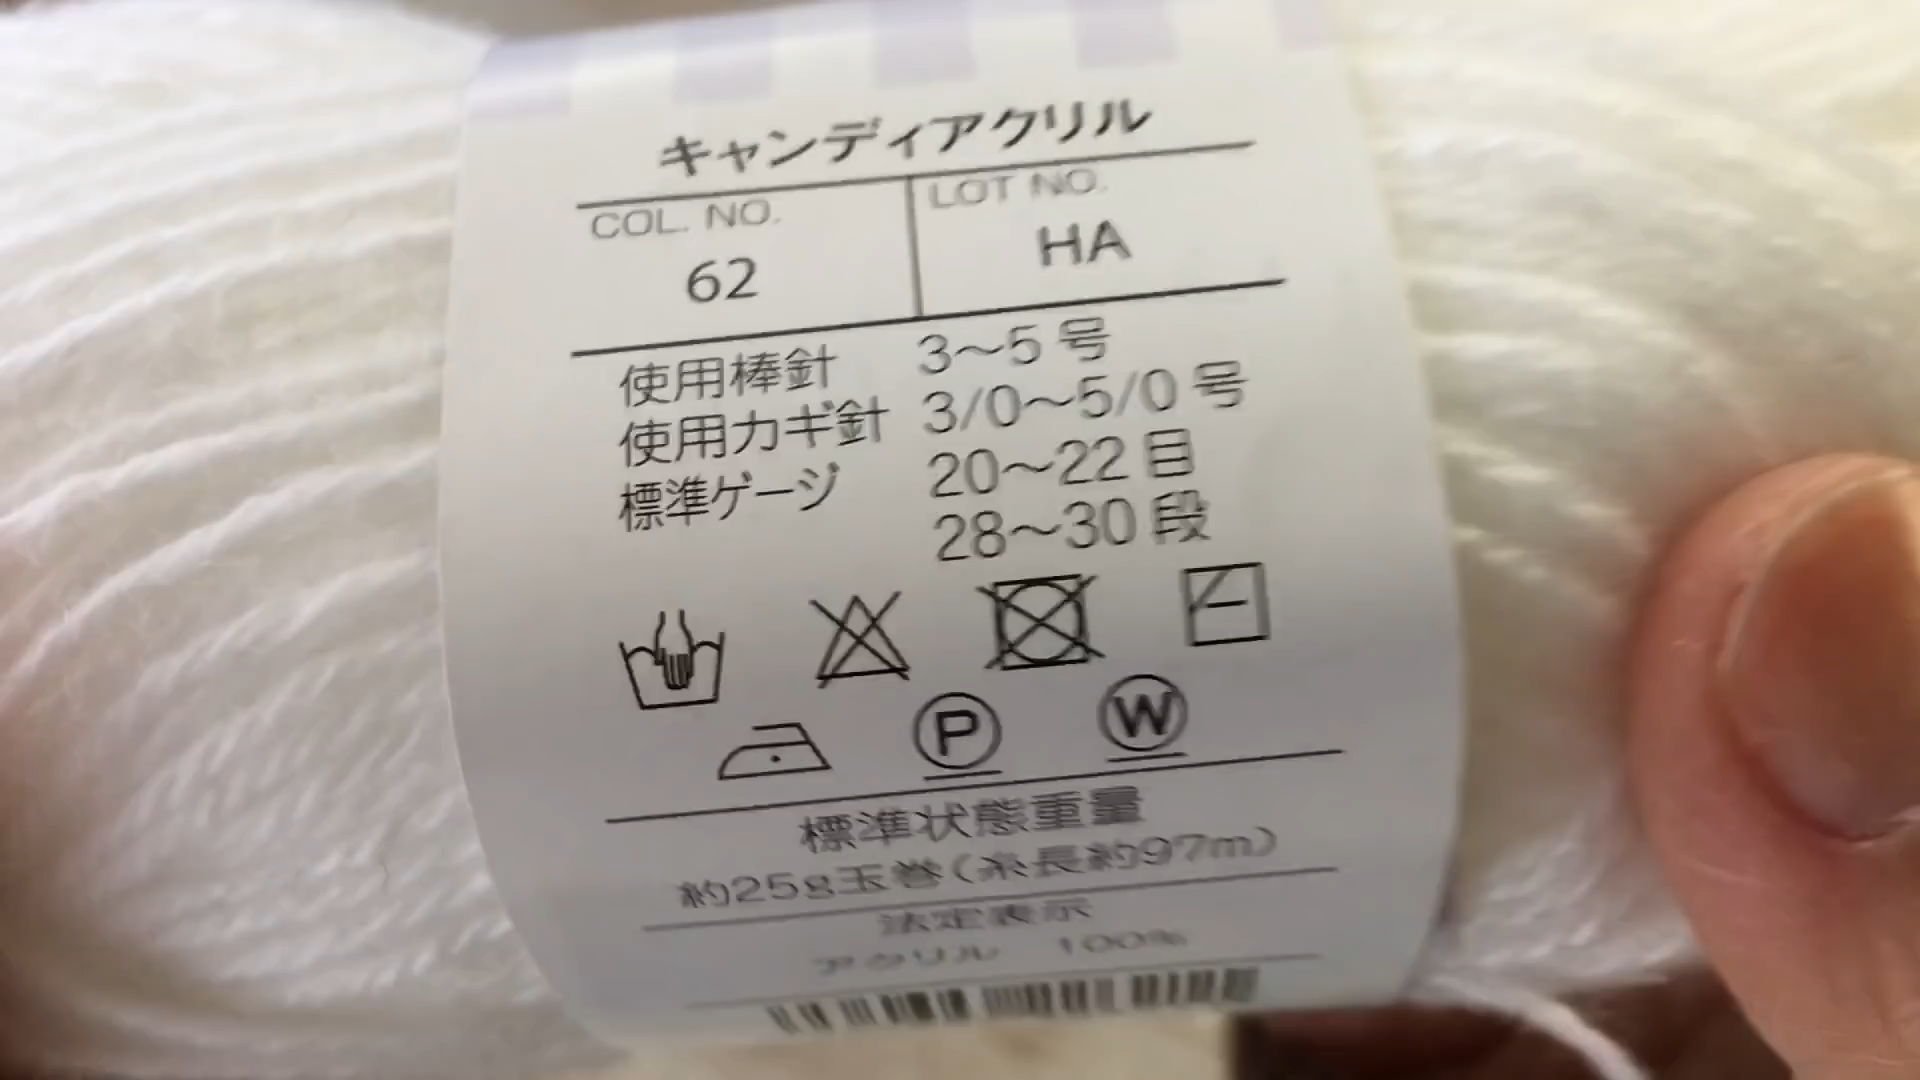 キャンディアクリル
COL. NO. LOT NO.
62 HA
使用棒針 3〜5号
使用カギ針 3/0〜5/0号
標準ゲージ 20〜22目
28〜30段
P W
標準状態重量
約25g玉巻(糸長約97m)
法定表示
アクリル 100%